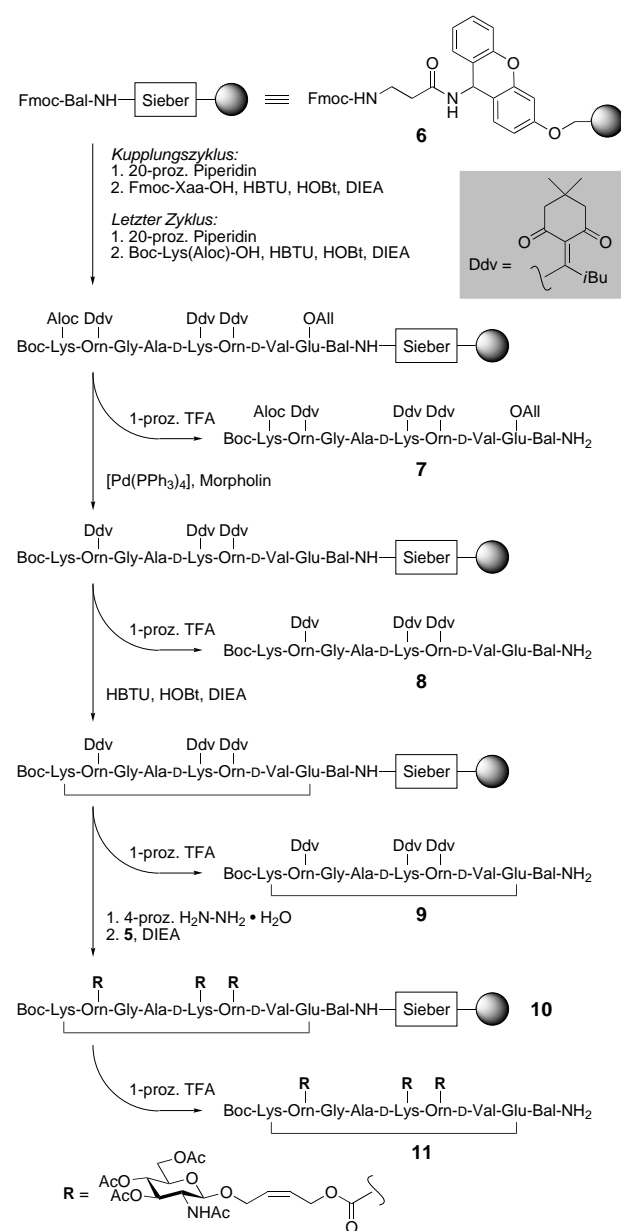 Fmoc-Bal-NH Sieber ≡ Fmoc-HN O N H O O
6
Kupplungszyklus:
1. 20-proz. Piperidin
2. Fmoc-Xaa-OH, HBTU, HOBt, DIEA
Letzter Zyklus:
1. 20-proz. Piperidin
2. Boc-Lys(Aloc)-OH, HBTU, HOBt, DIEA
O O
Ddv =
iBu
Aloc Ddv Ddv Ddv OAll
Boc-Lys-Orn-Gly-Ala-D-Lys-Orn-D-Val-Glu-Bal-NH Sieber
1-proz. TFA
Aloc Ddv Ddv Ddv OAll
Boc-Lys-Orn-Gly-Ala-D-Lys-Orn-D-Val-Glu-Bal-NH2
7
[Pd(PPh3)4], Morpholin
Ddv Ddv Ddv
Boc-Lys-Orn-Gly-Ala-D-Lys-Orn-D-Val-Glu-Bal-NH Sieber
1-proz. TFA
Ddv Ddv Ddv
Boc-Lys-Orn-Gly-Ala-D-Lys-Orn-D-Val-Glu-Bal-NH2
8
HBTU, HOBt, DIEA
Ddv Ddv Ddv
Boc-Lys-Orn-Gly-Ala-D-Lys-Orn-D-Val-Glu-Bal-NH Sieber
1-proz. TFA
Ddv Ddv Ddv
Boc-Lys-Orn-Gly-Ala-D-Lys-Orn-D-Val-Glu-Bal-NH2
9
1. 4-proz. H2N-NH2 • H2O
2. 5, DIEA
R R R
Boc-Lys-Orn-Gly-Ala-D-Lys-Orn-D-Val-Glu-Bal-NH Sieber 10
1-proz. TFA
R R R
Boc-Lys-Orn-Gly-Ala-D-Lys-Orn-D-Val-Glu-Bal-NH2
11
OAc
AcO O
R = AcO O O
NHAc O